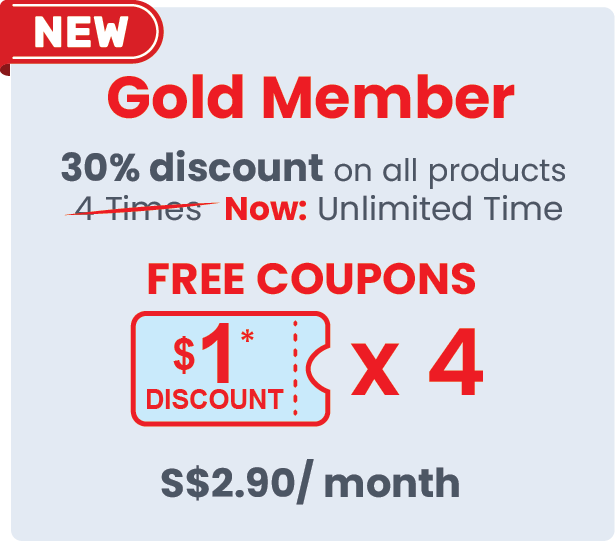 NEW
Gold Member
30% discount on all products
4 Times Now: Unlimited Time
FREE COUPONS
$1*
DISCOUNT
x 4
S$2.90/ month